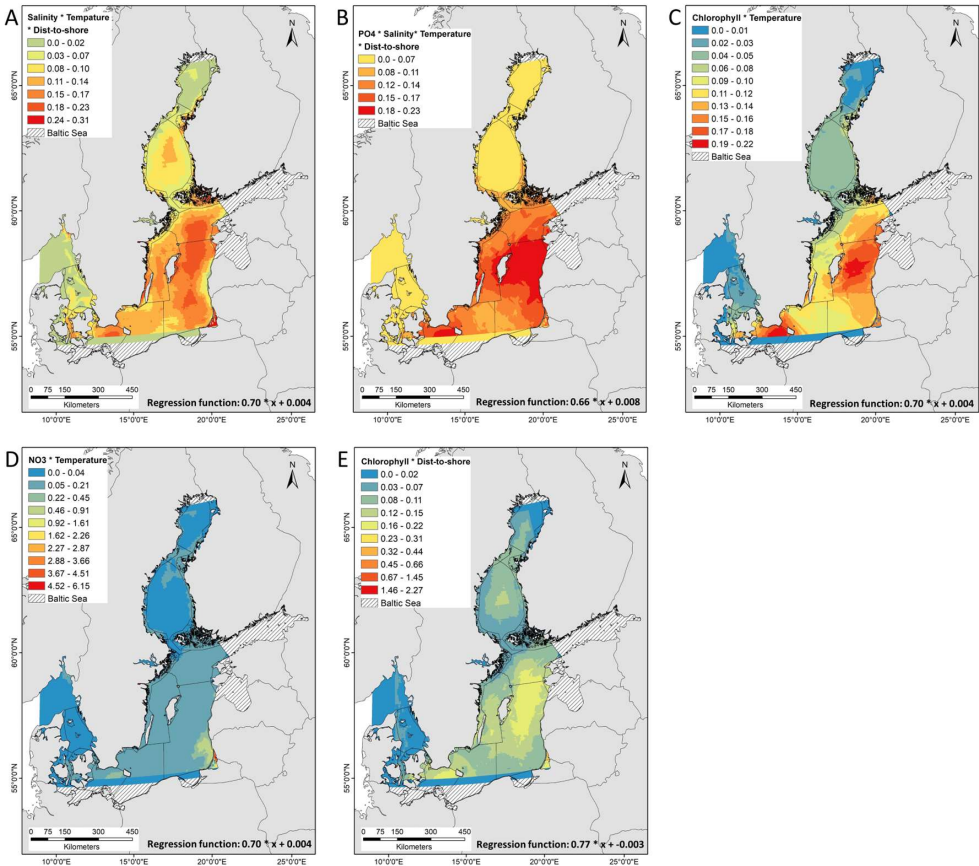 A
Salinity * Tempature
* Dist-to-shore
0.0 - 0.02
0.03 - 0.07
0.08 - 0.10
0.11 - 0.14
0.15 - 0.17
0.18 - 0.23
0.24 - 0.31
Baltic Sea
N
65°0'0"N
60°0'0"N
55°0'0"N
0 75 150 300 450
Kilometers
Regression function: 0.70 * x + 0.004
10°0'0"E 15°0'0"E 20°0'0"E
B
PO4 * Salinity* Temperature
* Dist-to-shore
0.0 - 0.07
0.08 - 0.11
0.12 - 0.14
0.15 - 0.17
0.18 - 0.23
Baltic Sea
N
65°0'0"N
60°0'0"N
55°0'0"N
0 75 150 300 450
Kilometers
Regression function: 0.66 * x + 0.008
10°0'0"E 15°0'0"E 20°0'0"E
C
Chlorophyll * Temperature
0.0 - 0.01
0.02 - 0.03
0.04 - 0.05
0.06 - 0.08
0.09 - 0.10
0.11 - 0.12
0.13 - 0.14
0.15 - 0.16
0.17 - 0.18
0.19 - 0.22
Baltic Sea
N
65°0'0"N
60°0'0"N
55°0'0"N
0 75 150 300 450
Kilometers
Regression function: 0.70 * x + 0.004
10°0'0"E 15°0'0"E 20°0'0"E
D
NO3 * Temperature
0.0 - 0.04
0.05 - 0.21
0.22 - 0.45
0.46 - 0.91
0.92 - 1.61
1.62 - 2.26
2.27 - 2.87
2.88 - 3.66
3.67 - 4.51
4.52 - 6.15
Baltic Sea
N
65°0'0"N
60°0'0"N
55°0'0"N
0 75 150 300 450
Kilometers
Regression function: 0.70 * x + 0.004
10°0'0"E 15°0'0"E 20°0'0"E
E
Chlorophyll * Dist-to-shore
0.0 - 0.02
0.03 - 0.07
0.08 - 0.11
0.12 - 0.15
0.16 - 0.22
0.23 - 0.31
0.32 - 0.44
0.45 - 0.66
0.67 - 1.45
1.46 - 2.27
Baltic Sea
N
65°0'0"N
60°0'0"N
55°0'0"N
0 75 150 300 450
Kilometers
Regression function: 0.77 * x + -0.003
10°0'0"E 15°0'0"E 20°0'0"E